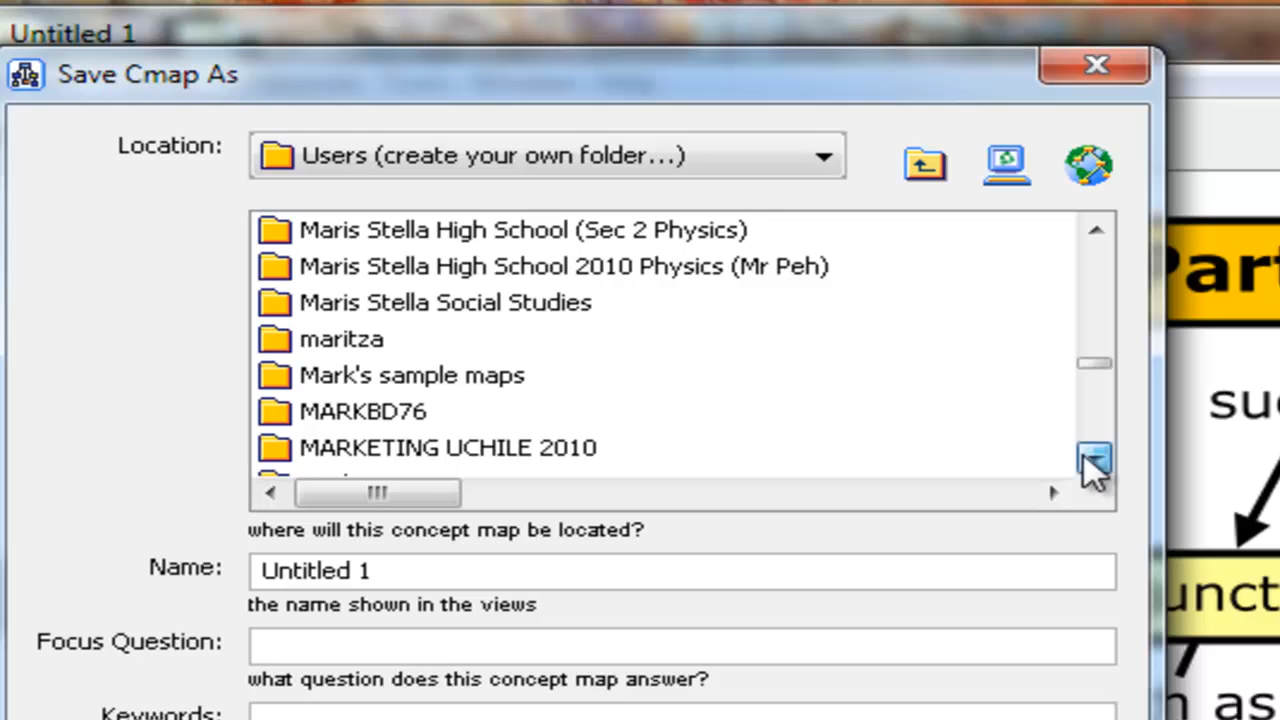 Untitled 1
Save Cmap As
Location:
Users (create your own folder...)
Maris Stella High School (Sec 2 Physics)
Maris Stella High School 2010 Physics (Mr Peh)
Maris Stella Social Studies
maritza
Mark's sample maps
MARKBD76
MARKETING UCHILE 2010
where will this concept map be located?
Name:
Untitled 1
the name shown in the views
Focus Question:
what question does this concept map answer?
Keywords:
Part
su
unct
as